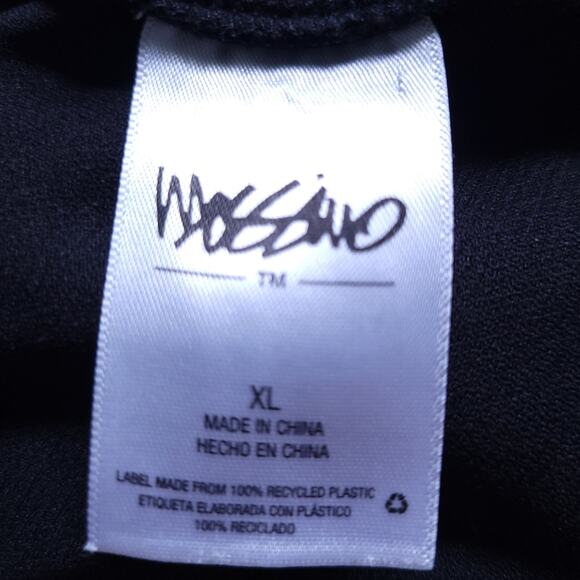 Mossimo
TM
XL
MADE IN CHINA
HECHO EN CHINA
LABEL MADE FROM 100% RECYCLED PLASTIC
ETIQUETA ELABORADA CON PLÁSTICO
100% RECICLADO